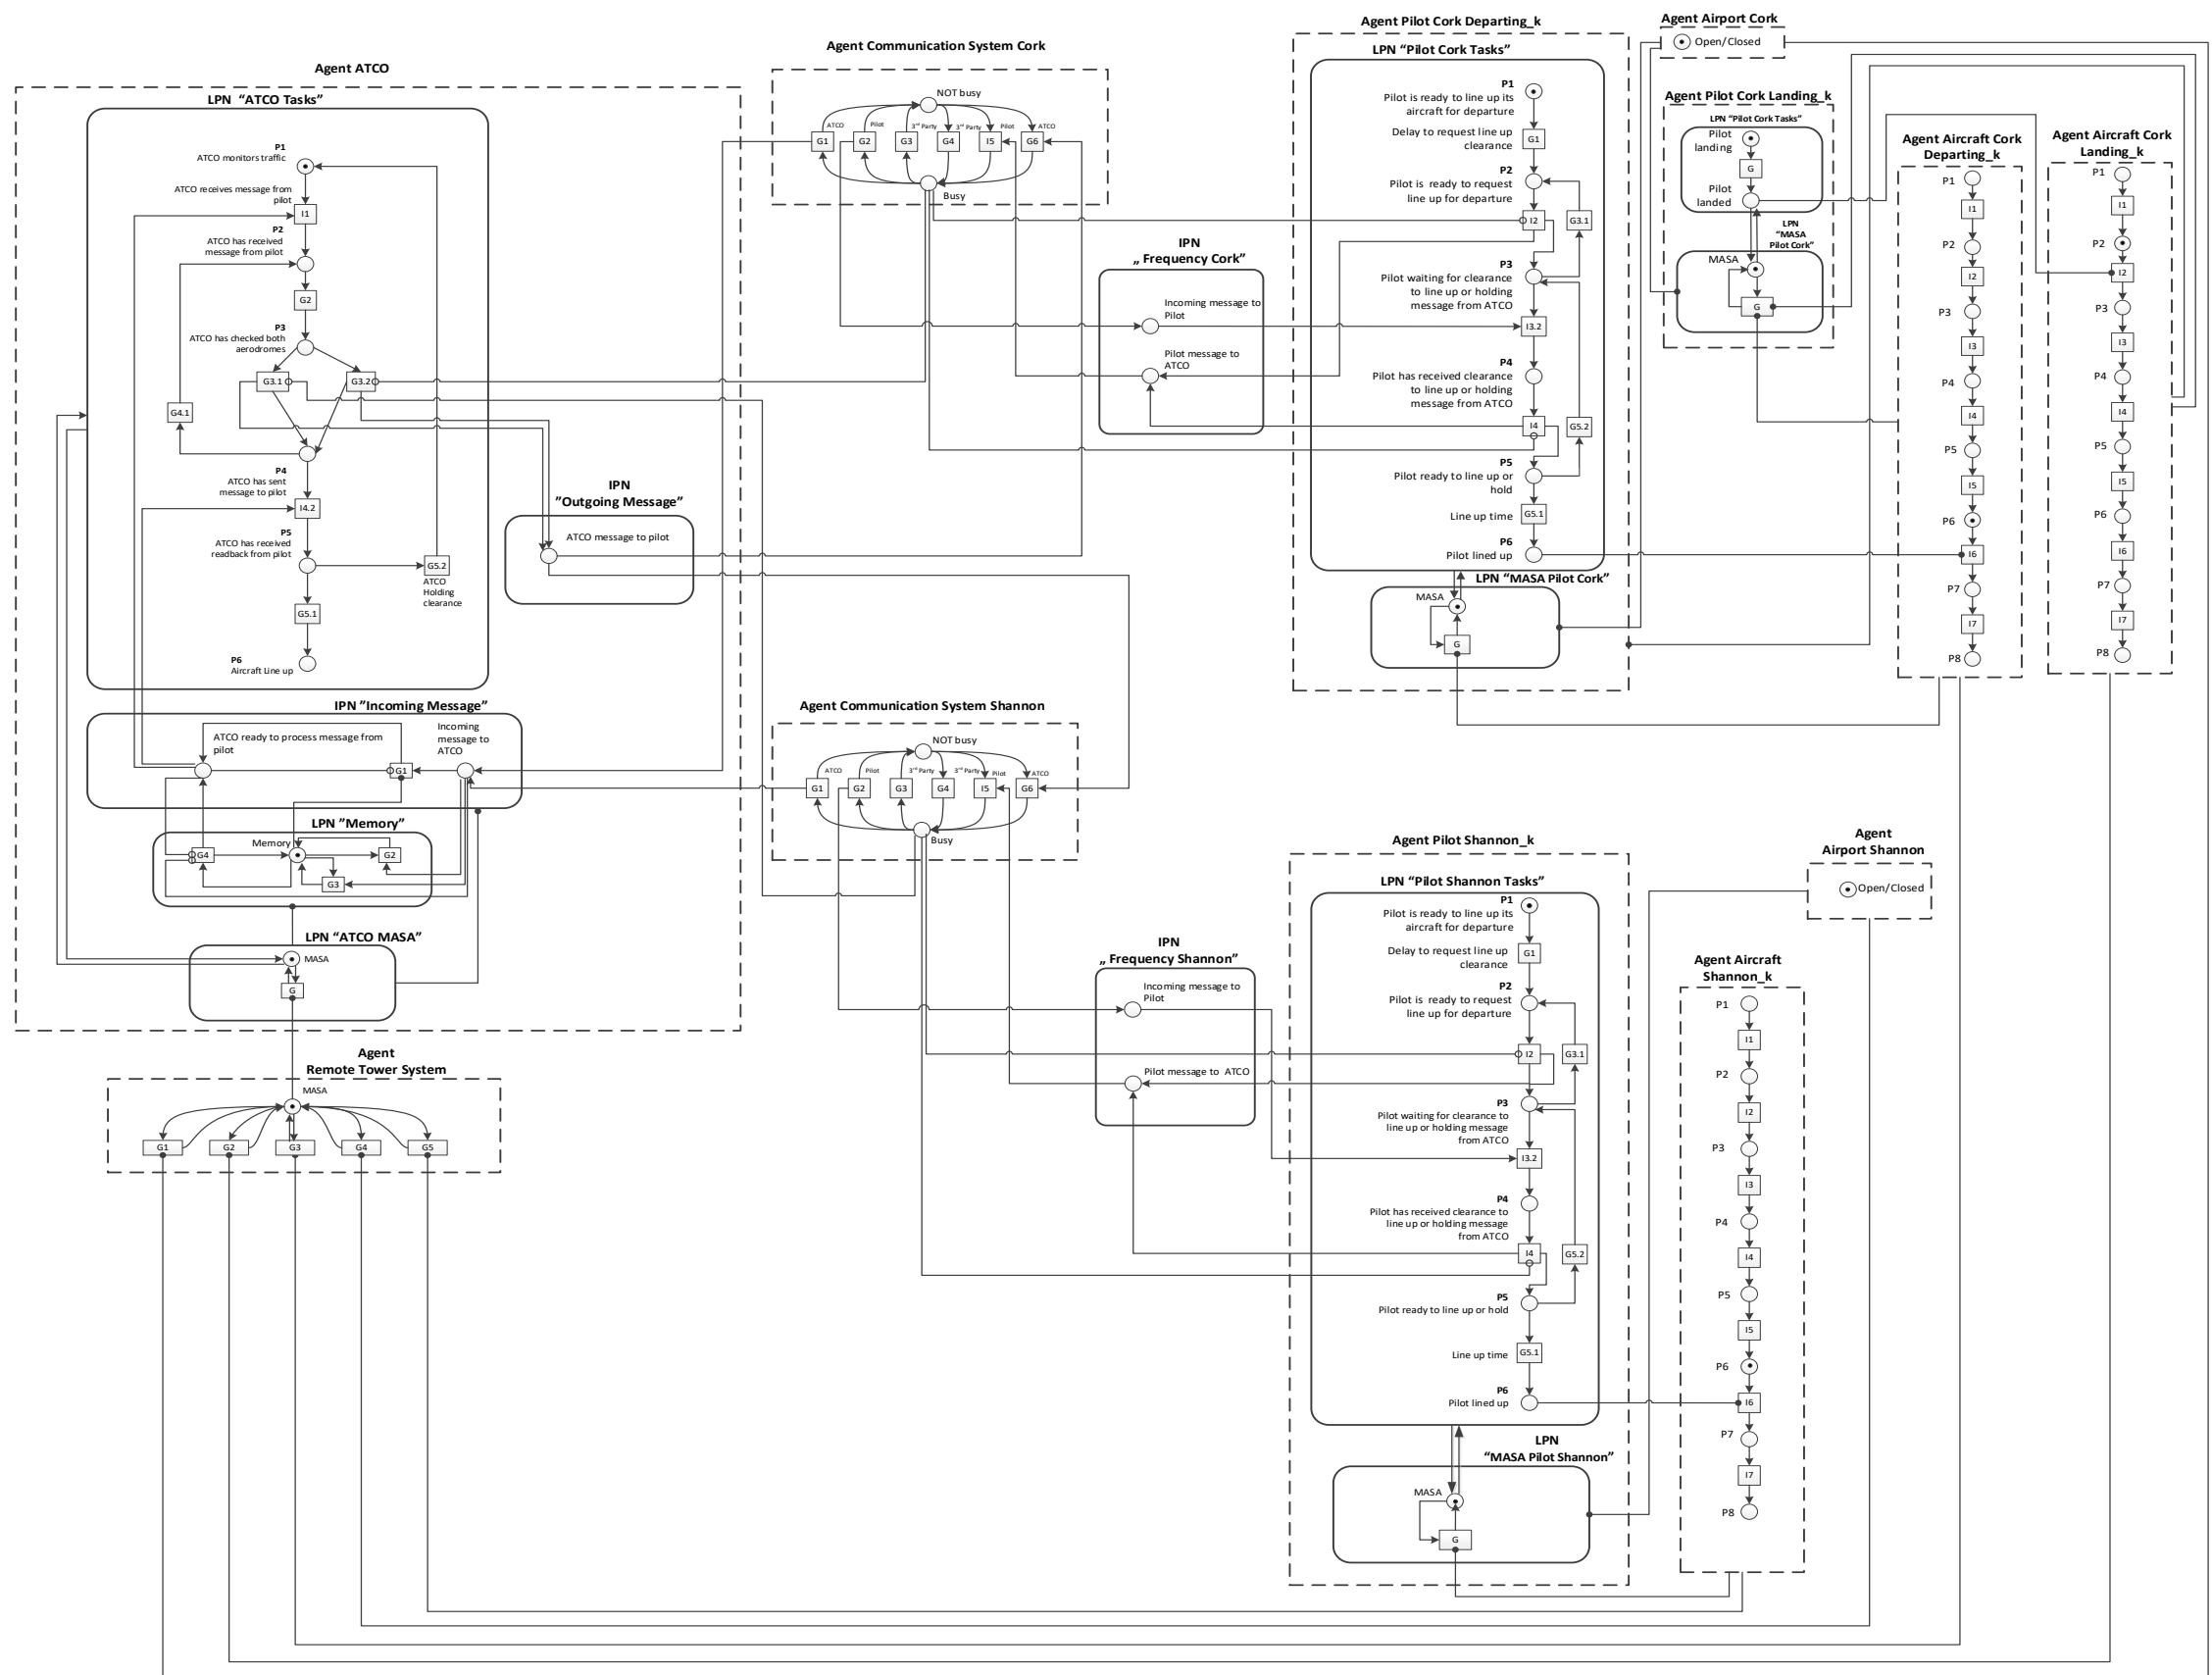 Agent ATCO
LPN “ATCO Tasks”
P1
ATCO monitors traffic
ATCO receives message from
pilot
I1
P2
ATCO has received
message from pilot
G2
P3
ATCO has checked both
aerodromes
G3.1
G3.2
G4.1
P4
ATCO has sent
message to pilot
I4.2
P5
ATCO has received
readback from pilot
G5.2
ATCO
Holding
clearance
G5.1
P6
Aircraft Line up
IPN
”Outgoing Message”
ATCO message to pilot
IPN ”Incoming Message”
ATCO ready to process message from
pilot
G1
Incoming
message to
ATCO
LPN ”Memory”
Memory
G4
G2
G3
LPN “ATCO MASA”
MASA
G
Agent
Remote Tower System
MASA
G1
G2
G3
G4
G5
Agent Communication System Cork
NOT busy
ATCO
Pilot
3rd Party
3rd Party
Pilot
ATCO
G1
G2
G3
G4
I5
G6
Busy
IPN
„ Frequency Cork”
Incoming message to
Pilot
Pilot message to
ATCO
Agent Communication System Shannon
NOT busy
ATCO
Pilot
3rd Party
3rd Party
Pilot
ATCO
G1
G2
G3
G4
I5
G6
Busy
IPN
„ Frequency Shannon”
Incoming message to
Pilot
Pilot message to ATCO
Agent Pilot Cork Departing_k
LPN “Pilot Cork Tasks”
P1
Pilot is ready to line up its
aircraft for departure
Delay to request line up
clearance
G1
P2
Pilot is ready to request
line up for departure
I2
G3.1
P3
Pilot waiting for clearance
to line up or holding
message from ATCO
I3.2
P4
Pilot has received clearance
to line up or holding
message from ATCO
I4
G5.2
P5
Pilot ready to line up or
hold
Line up time
G5.1
P6
Pilot lined up
LPN “MASA Pilot Cork”
MASA
G
Agent Airport Cork
Open/Closed
Agent Pilot Cork Landing_k
LPN “Pilot Cork Tasks”
Pilot
landing
G
Pilot
landed
LPN
“MASA
Pilot Cork”
MASA
G
Agent Aircraft Cork
Departing_k
P1
I1
P2
I2
P3
I3
P4
I4
P5
I5
P6
I6
P7
I7
P8
Agent Aircraft Cork
Landing_k
P1
I1
P2
I2
P3
I3
P4
I4
P5
I5
P6
I6
P7
I7
P8
Agent Pilot Shannon_k
LPN “Pilot Shannon Tasks”
P1
Pilot is ready to line up its
aircraft for departure
Delay to request line up
clearance
G1
P2
Pilot is ready to request
line up for departure
I2
G3.1
P3
Pilot waiting for clearance to
line up or holding message
from ATCO
I3.2
P4
Pilot has received clearance to
line up or holding message
from ATCO
I4
G5.2
P5
Pilot ready to line up or hold
Line up time
G5.1
P6
Pilot lined up
LPN
“MASA Pilot Shannon”
MASA
G
Agent
Airport Shannon
Open/Closed
Agent Aircraft
Shannon_k
P1
I1
P2
I2
P3
I3
P4
I4
P5
I5
P6
I6
P7
I7
P8